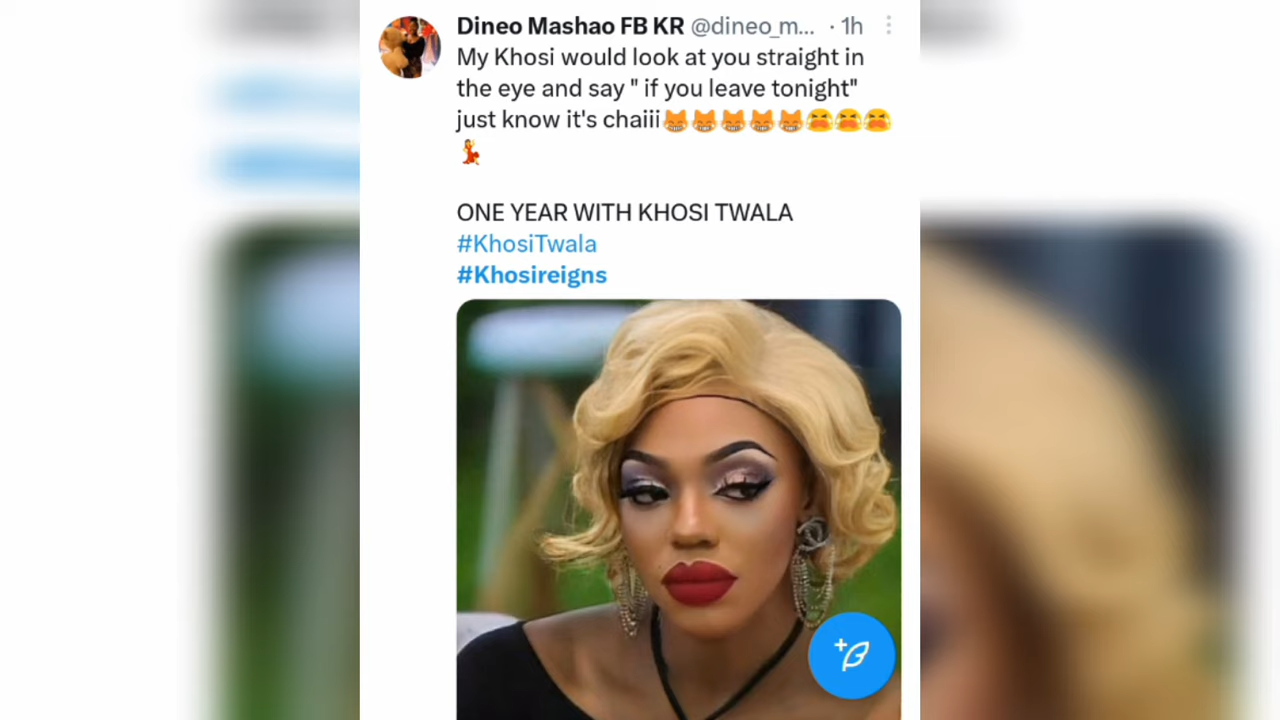 Dineo Mashao FB KR @dineo_m... · 1h
My Khosi would look at you straight in
the eye and say " if you leave tonight"
just know it's chaiii😹😹😹😹😹😭😭😭
💃
ONE YEAR WITH KHOSI TWALA
#KhosiTwala
#Khosireigns